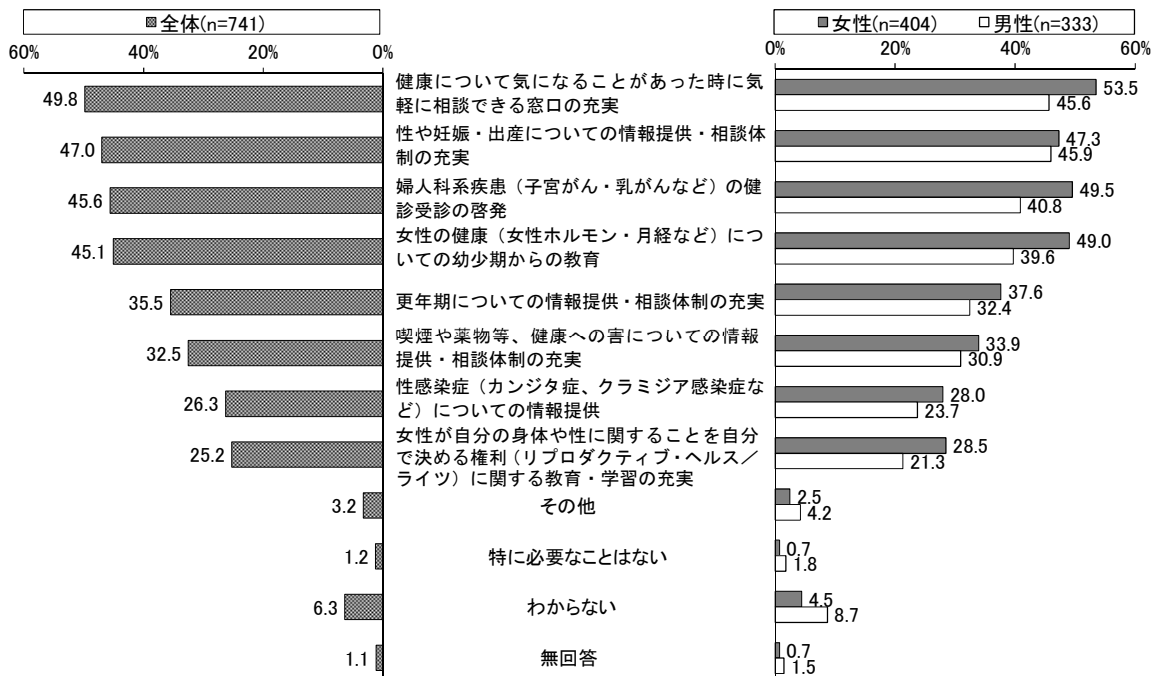 全体(n=741)
女性(n=404) 男性(n=333)
60% 40% 20% 0%
0% 20% 40% 60%
健康について気になることがあった時に気
軽に相談できる窓口の充実
49.8
53.5
45.6
性や妊娠・出産についての情報提供・相談体
制の充実
47.0
47.3
45.9
婦人科系疾患（子宮がん・乳がんなど）の健
診受診の啓発
45.6
49.5
40.8
女性の健康（女性ホルモン・月経など）につ
いての幼少期からの教育
45.1
49.0
39.6
更年期についての情報提供・相談体制の充実
35.5
37.6
32.4
喫煙や薬物等、健康への害についての情報
提供・相談体制の充実
32.5
33.9
30.9
性感染症（カンジタ症、クラミジア感染症な
ど）についての情報提供
26.3
28.0
23.7
女性が自分の身体や性に関することを自分
で決める権利（リプロダクティブ・ヘルス／
ライツ）に関する教育・学習の充実
25.2
28.5
21.3
その他
3.2
2.5
4.2
特に必要なことはない
1.2
0.7
1.8
わからない
6.3
4.5
8.7
無回答
1.1
0.7
1.5